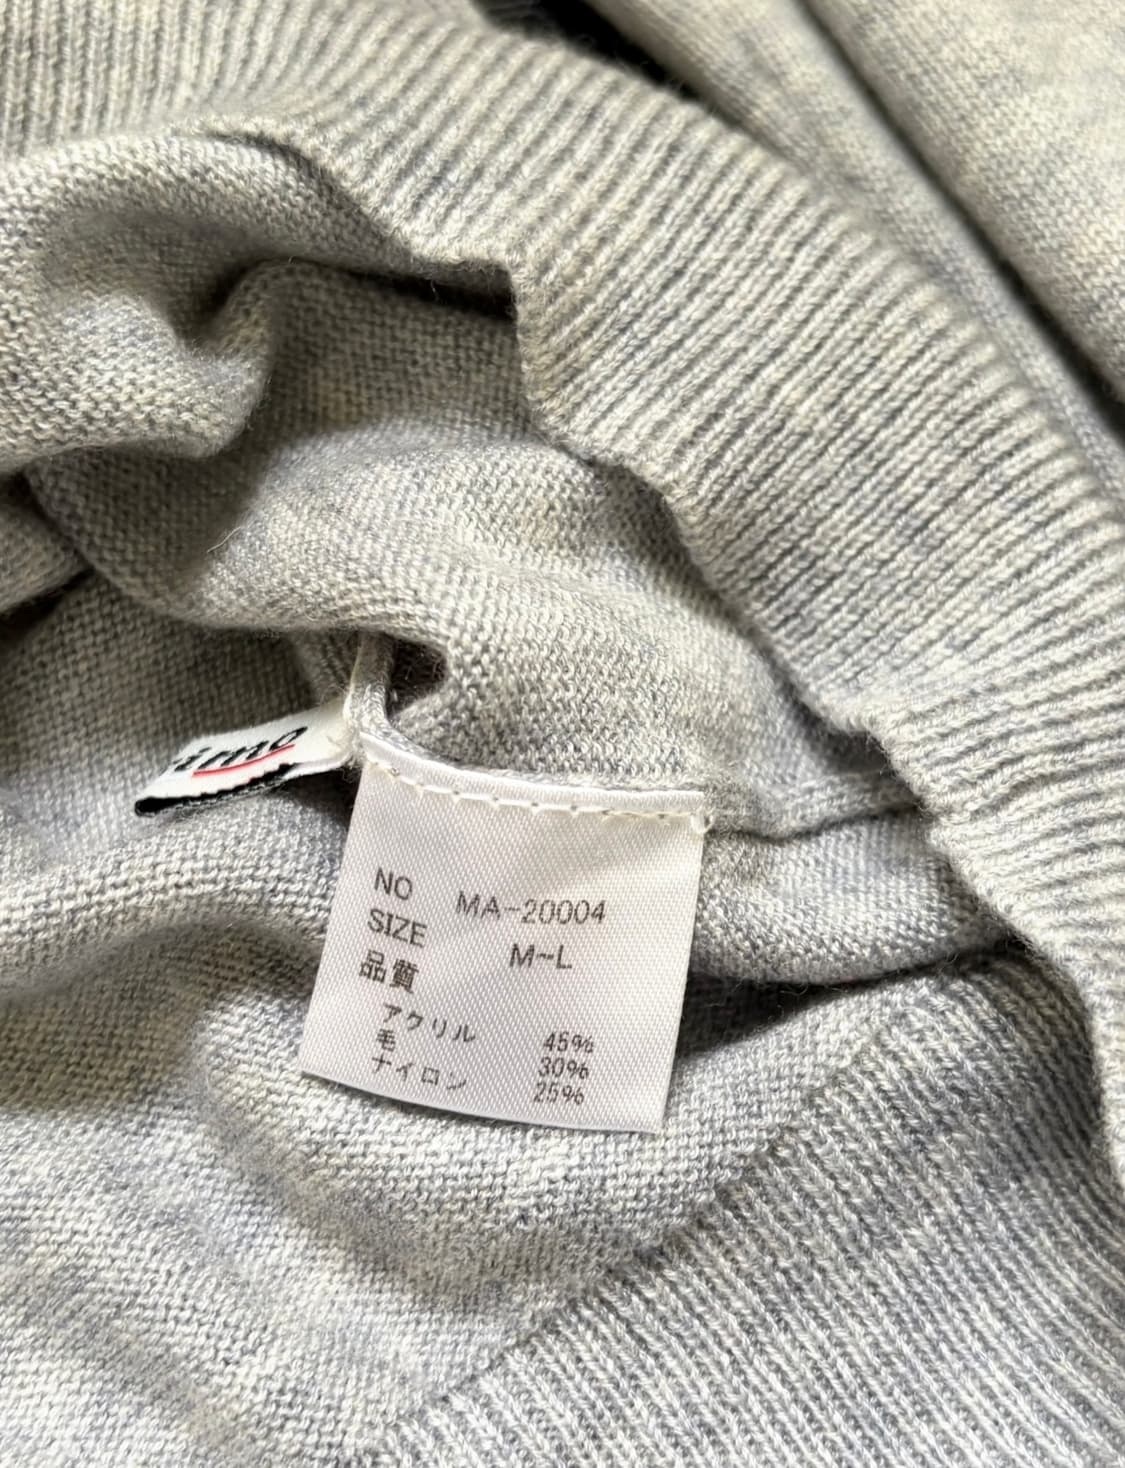 NO MA-20004
SIZE M~L
品質
アクリル 45%
毛 30%
ナイロン 25%